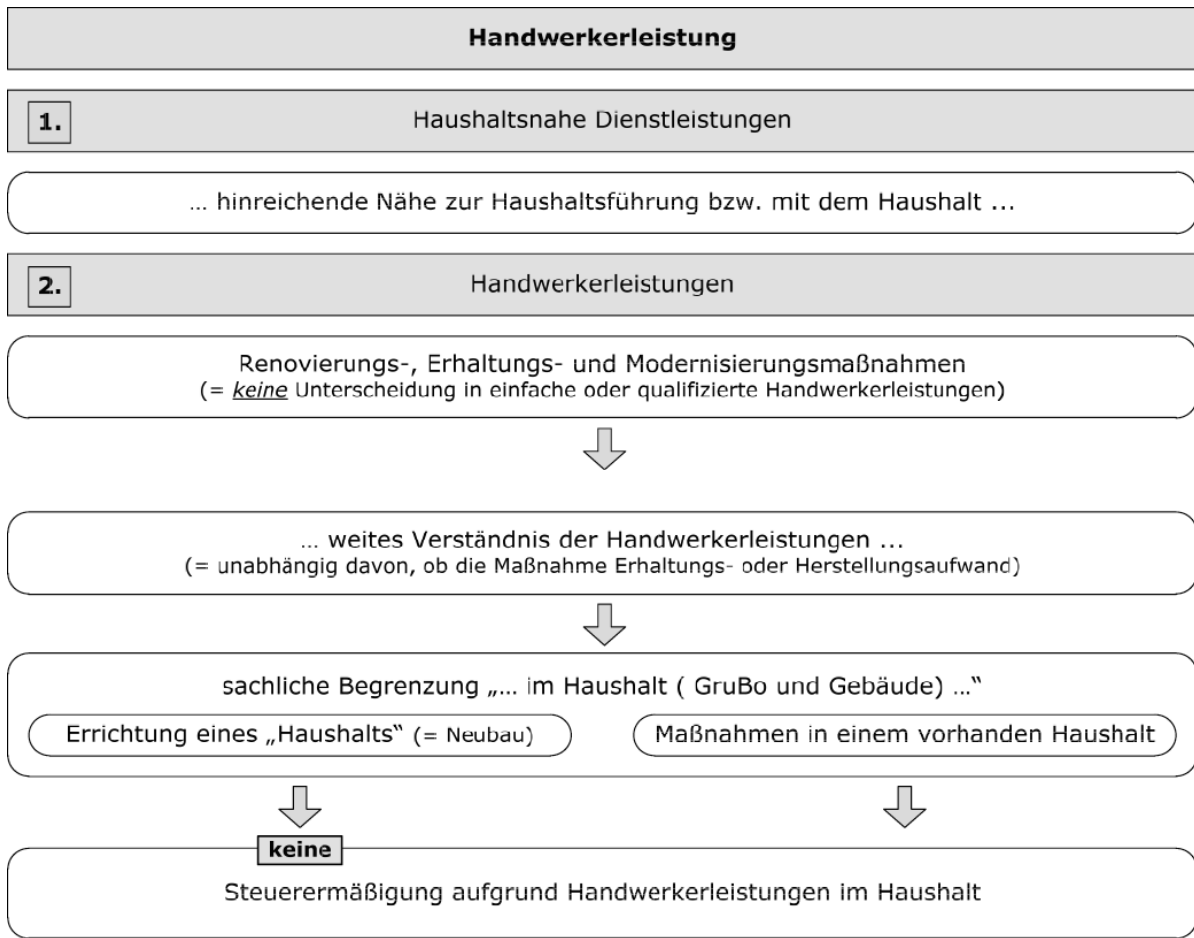 Handwerkerleistung
1. Haushaltsnahe Dienstleistungen
... hinreichende Nähe zur Haushaltsführung bzw. mit dem Haushalt ...
2. Handwerkerleistungen
Renovierungs-, Erhaltungs- und Modernisierungsmaßnahmen
(= keine Unterscheidung in einfache oder qualifizierte Handwerkerleistungen)
... weites Verständnis der Handwerkerleistungen ...
(= unabhängig davon, ob die Maßnahme Erhaltungs- oder Herstellungsaufwand)
sachliche Begrenzung „... im Haushalt ( GruBo und Gebäude) ...“
Errichtung eines „Haushalts“ (= Neubau)
Maßnahmen in einem vorhanden Haushalt
keine
Steuerermäßigung aufgrund Handwerkerleistungen im Haushalt